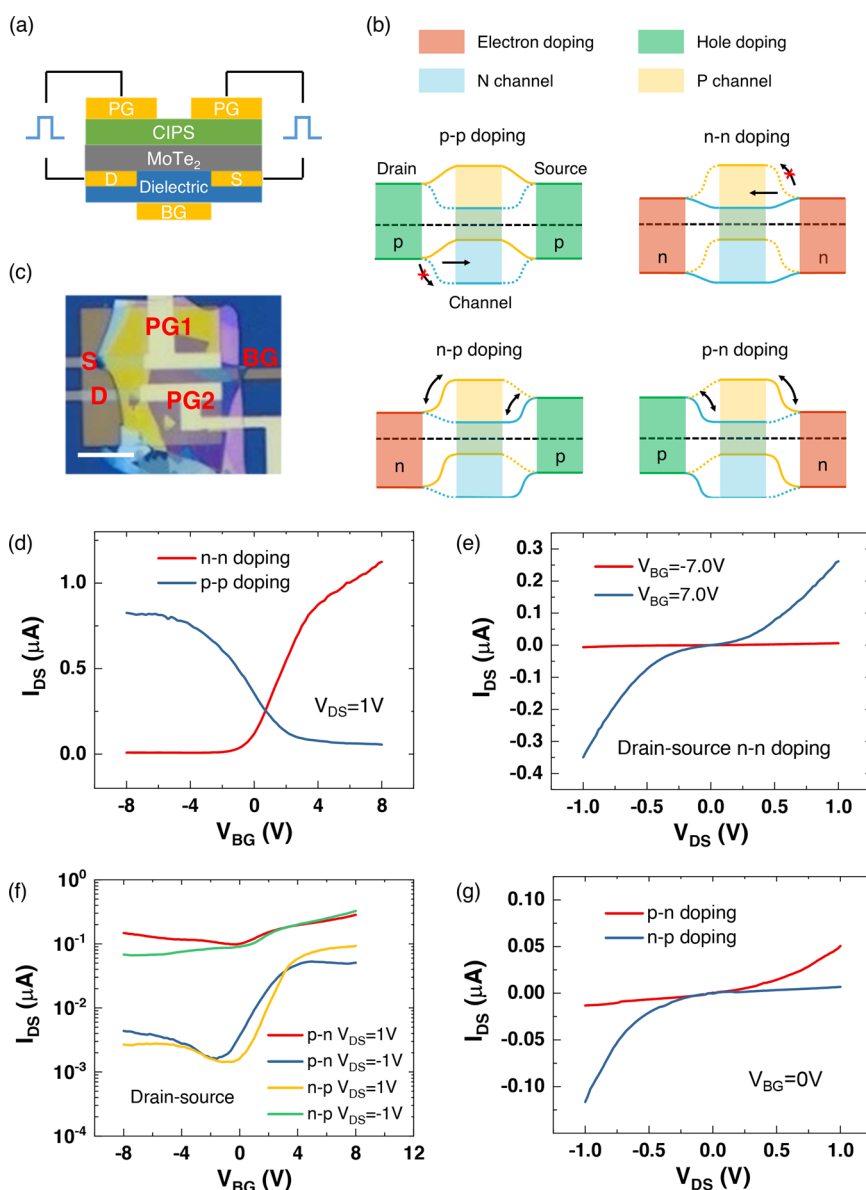 (a)
PG PG
CIPS
MoTe₂
D Dielectric S
BG
(b)
Electron doping Hole doping
N channel P channel
p-p doping
Drain Source
p p
Channel
n-n doping
n n
n-p doping
n p
p-n doping
p n
(c)
PG1
S BG
D PG2
(d)
n-n doping
p-p doping
1.0
0.5
0.0
I_DS (μA)
V_DS=1V
-8 -4 0 4 8
V_BG (V)
(e)
V_BG=-7.0V
V_BG=7.0V
0.3
0.2
0.1
0.0
-0.1
-0.2
-0.3
-0.4
I_DS (μA)
Drain-source n-n doping
-1.0 -0.5 0.0 0.5 1.0
V_DS (V)
(f)
10⁰
10⁻¹
10⁻²
10⁻³
10⁻⁴
I_DS (μA)
p-n V_DS=1V
p-n V_DS=-1V
n-p V_DS=1V
n-p V_DS=-1V
Drain-source
-8 -4 0 4 8 12
V_BG (V)
(g)
p-n doping
n-p doping
0.10
0.05
0.00
-0.05
-0.10
I_DS (μA)
V_BG=0V
-1.0 -0.5 0.0 0.5 1.0
V_DS (V)